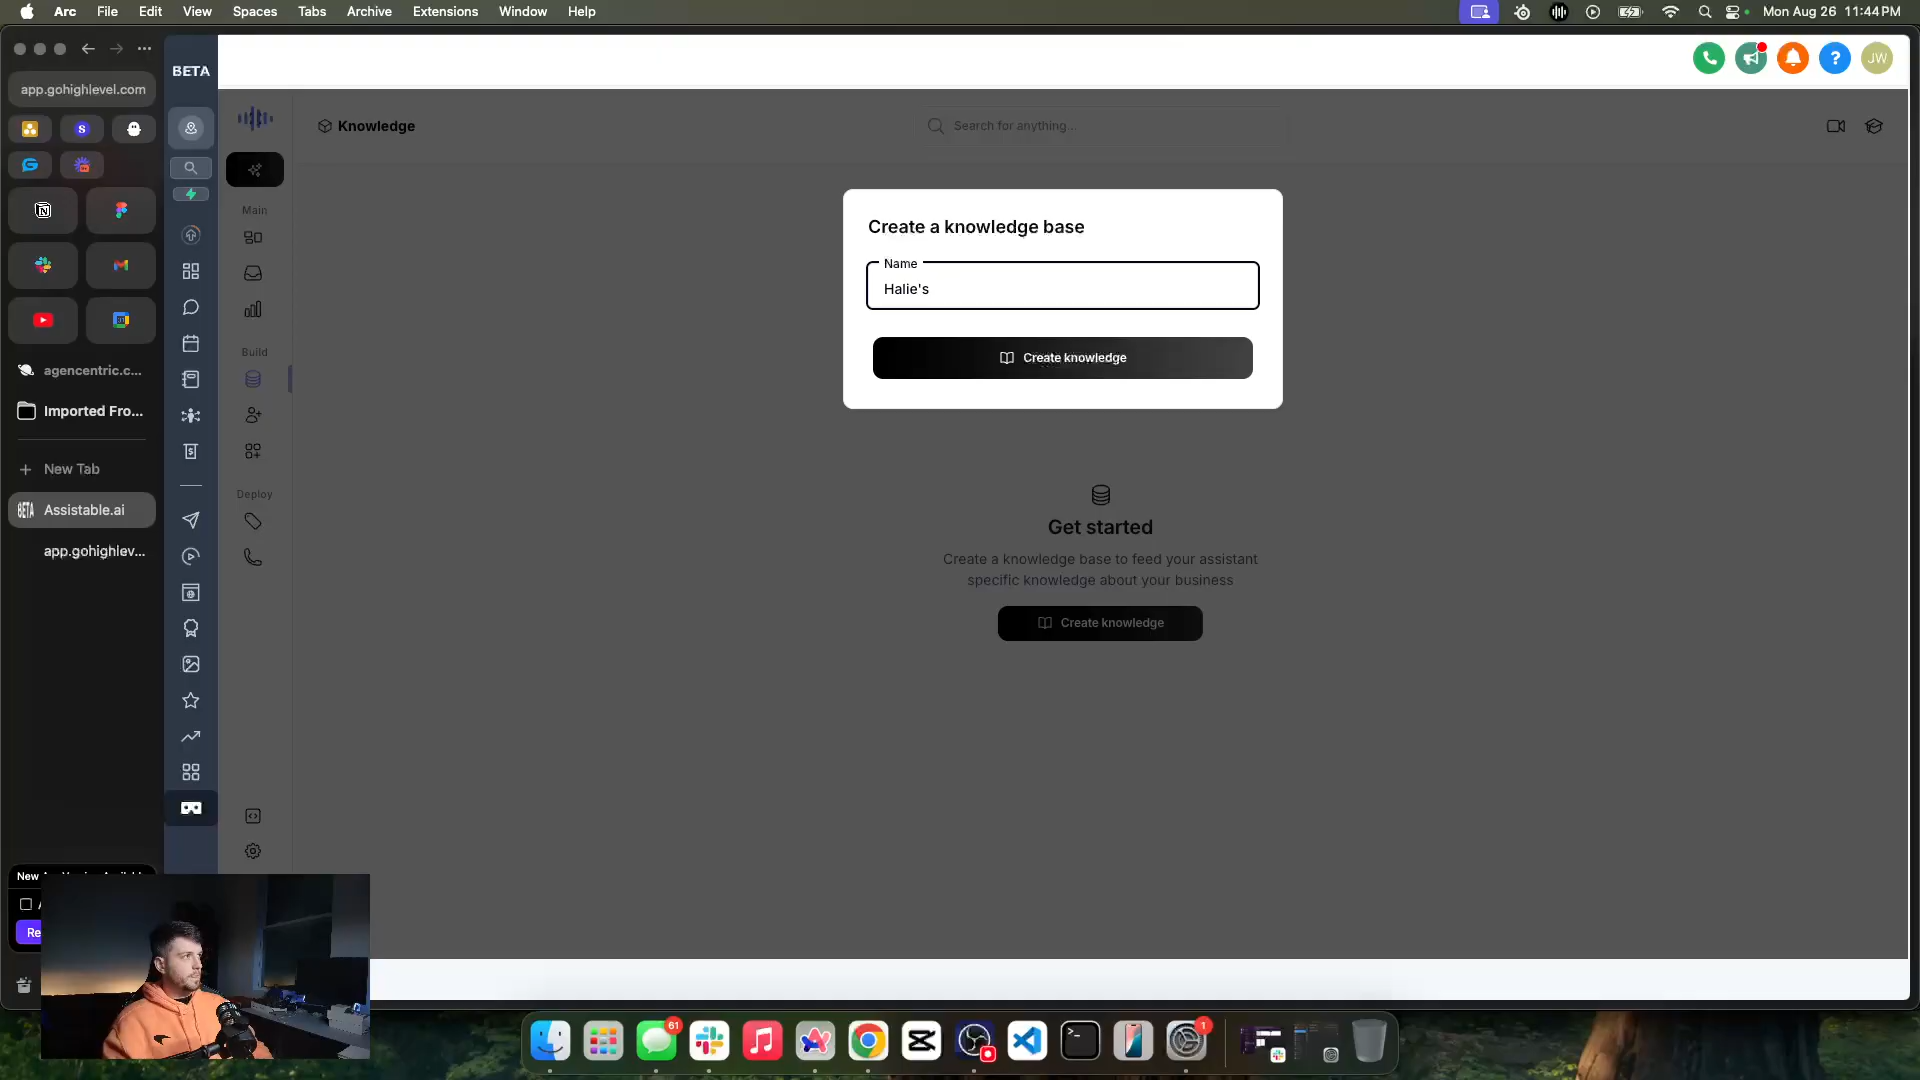 Arc File Edit View Spaces Tabs Archive Extensions Window Help
Mon Aug 26 11:44 PM
app.gohighlevel.com
S
agencentric.c...
Imported Fro...
New Tab
BETA Assistable.ai
app.gohighlev...
New
Re
BETA
JW
Main
Build
Deploy
Knowledge
Search for anything...
Create a knowledge base
Name
Halie's
Create knowledge
Get started
Create a knowledge base to feed your assistant
specific knowledge about your business
Create knowledge
61
1